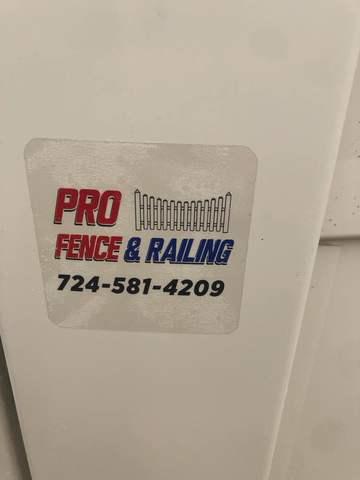 PRO
FENCE & RAILING
724-581-4209